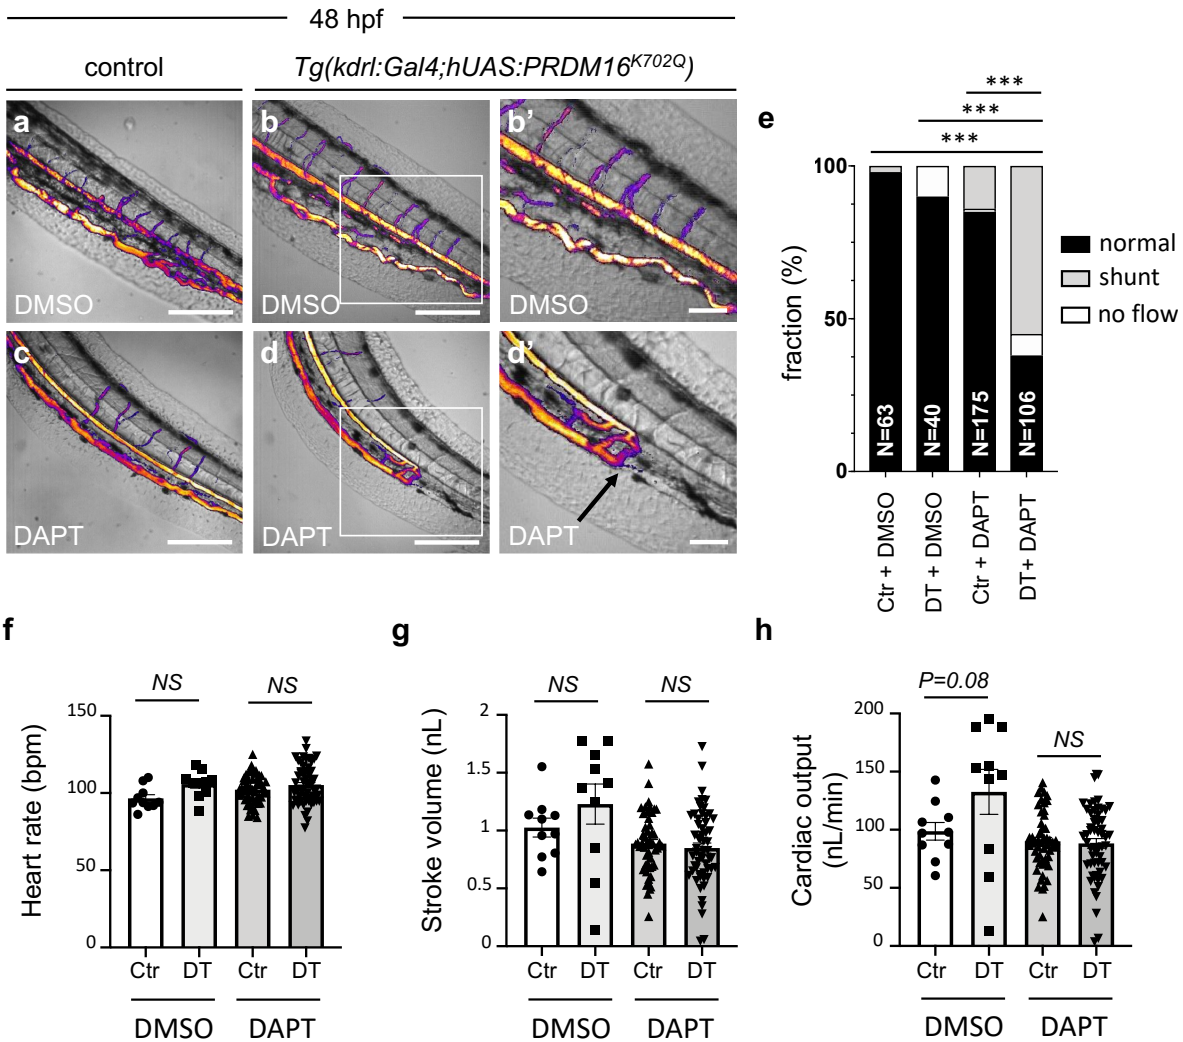 48 hpf
control
Tg(kdrl:Gal4;hUAS:PRDM16K702Q)
a
DMSO
b
DMSO
b’
c
DAPT
d
DAPT
d’
e
***
***
***
fraction (%)
100
50
0
N=63
N=40
N=175
N=106
Ctr + DMSO
DT + DMSO
Ctr + DAPT
DT+ DAPT
normal
shunt
no flow
f
Heart rate (bpm)
150
100
50
0
NS
NS
Ctr
DT
Ctr
DT
DMSO
DAPT
g
Stroke volume (nL)
2
1.5
1
0.5
0
NS
NS
Ctr
DT
Ctr
DT
DMSO
DAPT
h
Cardiac output
(nL/min)
200
150
100
50
0
P=0.08
NS
Ctr
DT
Ctr
DT
DMSO
DAPT